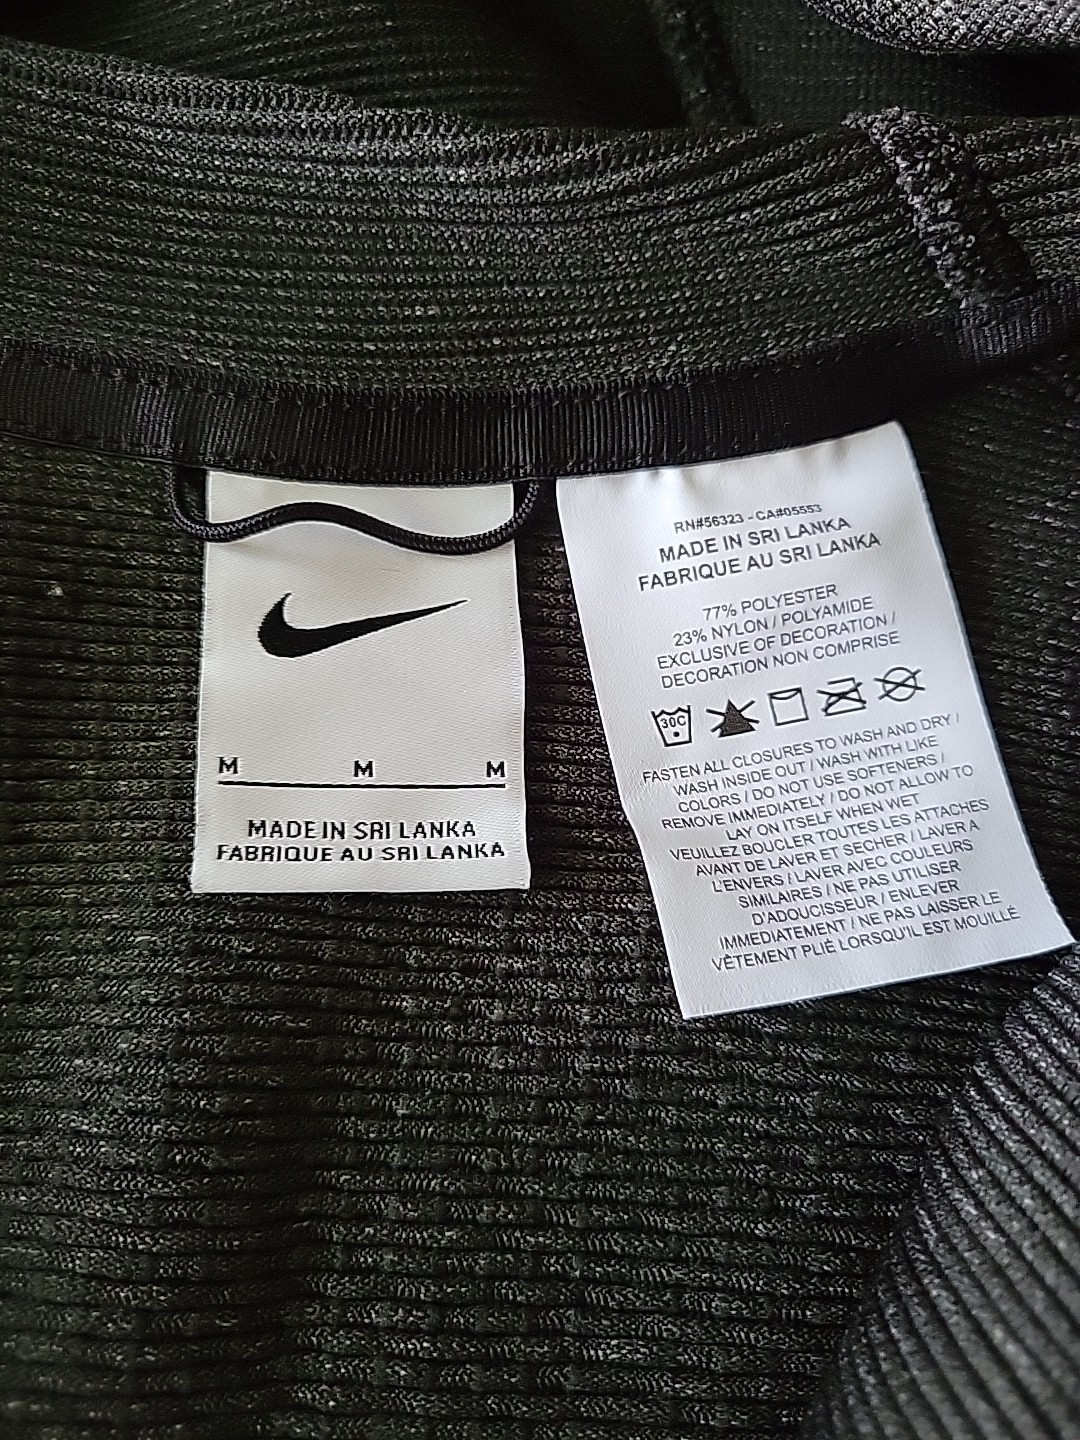 M M M
MADE IN SRI LANKA
FABRIQUE AU SRI LANKA
RN#56323 - CA#05553
MADE IN SRI LANKA
FABRIQUE AU SRI LANKA
77% POLYESTER
23% NYLON / POLYAMIDE
EXCLUSIVE OF DECORATION /
DECORATION NON COMPRISE
30C
FASTEN ALL CLOSURES TO WASH AND DRY /
WASH INSIDE OUT / WASH WITH LIKE
COLORS / DO NOT USE SOFTENERS /
REMOVE IMMEDIATELY / DO NOT ALLOW TO
LAY ON ITSELF WHEN WET
VEUILLEZ BOUCLER TOUTES LES ATTACHES
AVANT DE LAVER ET SECHER / LAVER A
L'ENVERS / LAVER AVEC COULEURS
SIMILAIRES / NE PAS UTILISER
D'ADOUCISSEUR / ENLEVER
IMMEDIATEMENT / NE PAS LAISSER LE
VÊTEMENT PLIÉ LORSQU'IL EST MOUILLÉ.